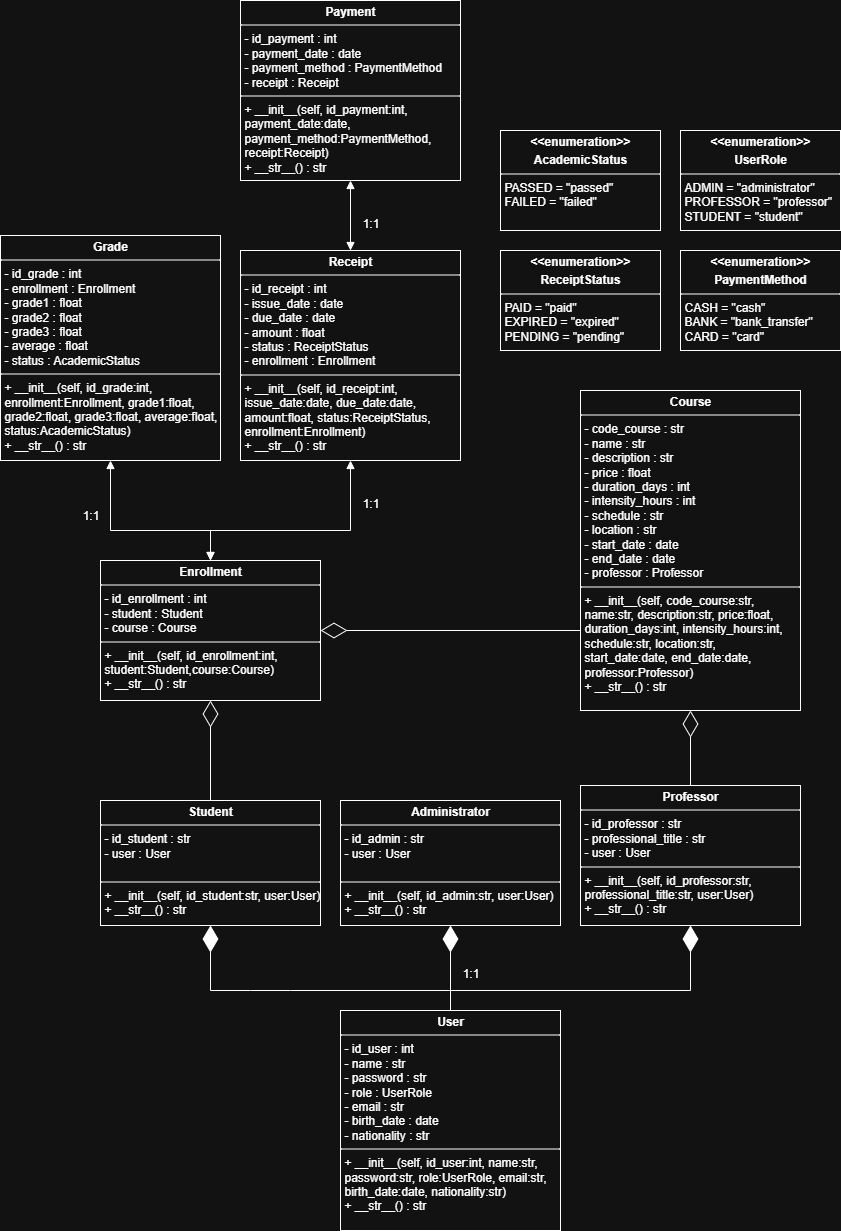 Payment
- id_payment : int
- payment_date : date
- payment_method : PaymentMethod
- receipt : Receipt
+ __init__(self, id_payment:int,
payment_date:date,
payment_method:PaymentMethod,
receipt:Receipt)
+ __str__() : str
1:1
<<enumeration>>
AcademicStatus
PASSED = "passed"
FAILED = "failed"
<<enumeration>>
UserRole
ADMIN = "administrator"
PROFESSOR = "professor"
STUDENT = "student"
<<enumeration>>
ReceiptStatus
PAID = "paid"
EXPIRED = "expired"
PENDING = "pending"
<<enumeration>>
PaymentMethod
CASH = "cash"
BANK = "bank_transfer"
CARD = "card"
Grade
- id_grade : int
- enrollment : Enrollment
- grade1 : float
- grade2 : float
- grade3 : float
- average : float
- status : AcademicStatus
+ __init__(self, id_grade:int,
enrollment:Enrollment, grade1:float,
grade2:float, grade3:float, average:float,
status:AcademicStatus)
+ __str__() : str
Receipt
- id_receipt : int
- issue_date : date
- due_date : date
- amount : float
- status : ReceiptStatus
- enrollment : Enrollment
+ __init__(self, id_receipt:int,
issue_date:date, due_date:date,
amount:float, status:ReceiptStatus,
enrollment:Enrollment)
+ __str__() : str
1:1
1:1
Course
- code_course : str
- name : str
- description : str
- price : float
- duration_days : int
- intensity_hours : int
- schedule : str
- location : str
- start_date : date
- end_date : date
- professor : Professor
+ __init__(self, code_course:str,
name:str, description:str, price:float,
duration_days:int, intensity_hours:int,
schedule:str, location:str,
start_date:date, end_date:date,
professor:Professor)
+ __str__() : str
Enrollment
- id_enrollment : int
- student : Student
- course : Course
+ __init__(self, id_enrollment:int,
student:Student,course:Course)
+ __str__() : str
Student
- id_student : str
- user : User
+ __init__(self, id_student:str, user:User)
+ __str__() : str
Administrator
- id_admin : str
- user : User
+ __init__(self, id_admin:str, user:User)
+ __str__() : str
Professor
- id_professor : str
- professional_title : str
- user : User
+ __init__(self, id_professor:str,
professional_title:str, user:User)
+ __str__() : str
1:1
User
- id_user : int
- name : str
- password : str
- role : UserRole
- email : str
- birth_date : date
- nationality : str
+ __init__(self, id_user:int, name:str,
password:str, role:UserRole, email:str,
birth_date:date, nationality:str)
+ __str__() : str